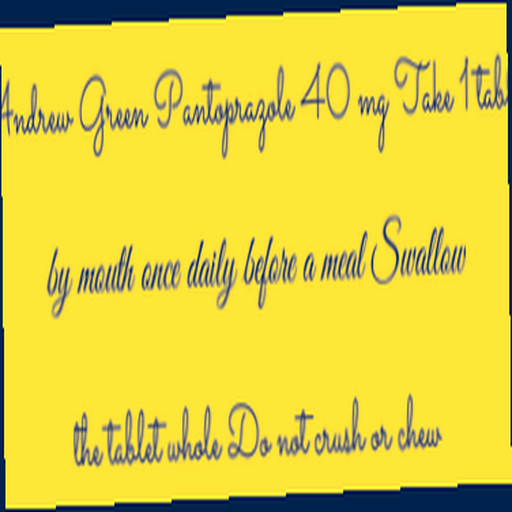 Andrew Green Pantoprazole 40 mg Take 1 tab
by mouth once daily before a meal Swallow
the tablet whole Do not crush or chew